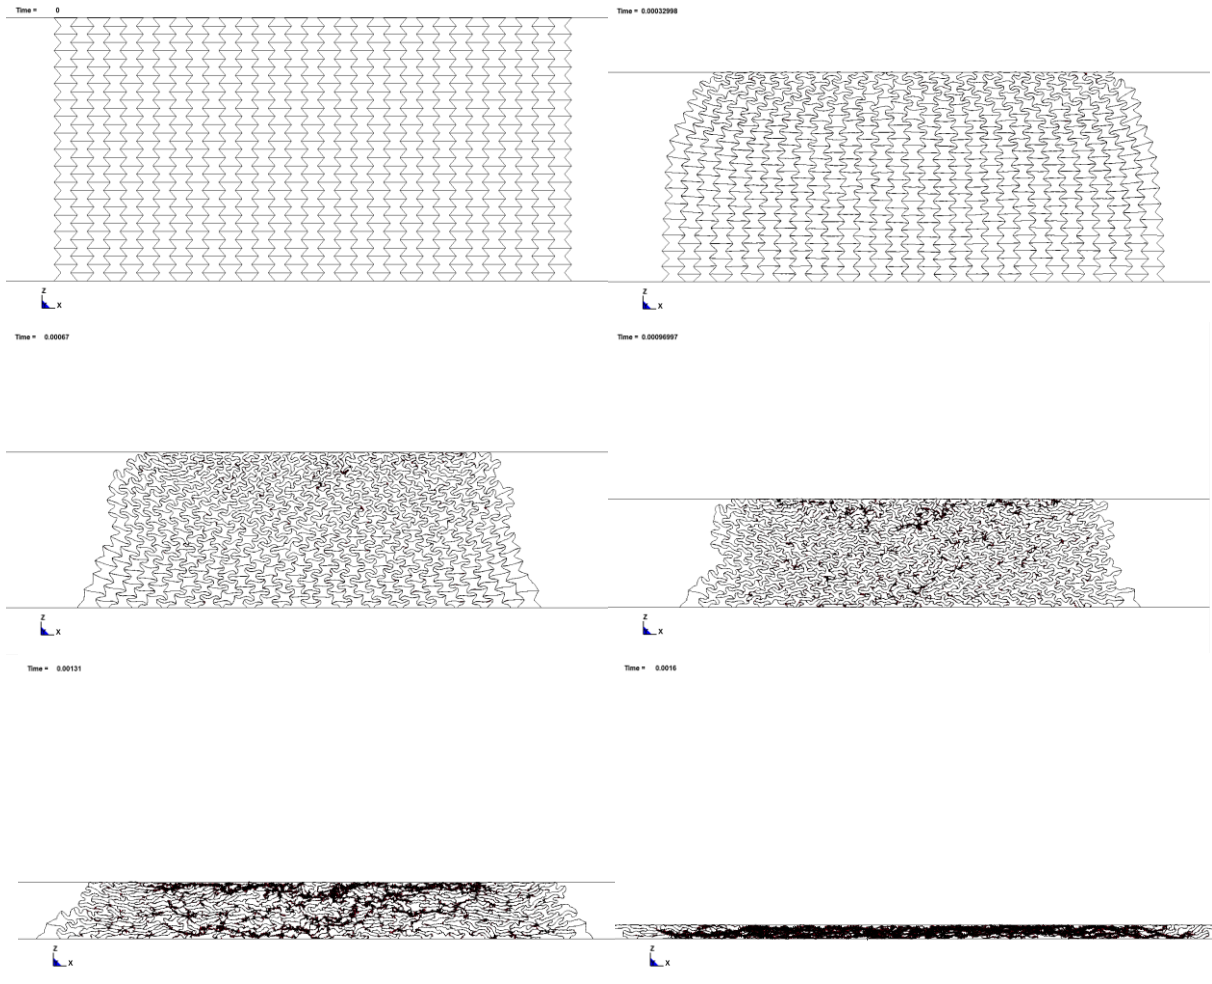 Time = 0
Z
X
Time = 0.00032998
Z
X
Time = 0.00067
Z
X
Time = 0.00096997
Z
X
Time = 0.00131
Z
X
Time = 0.0016
Z
X